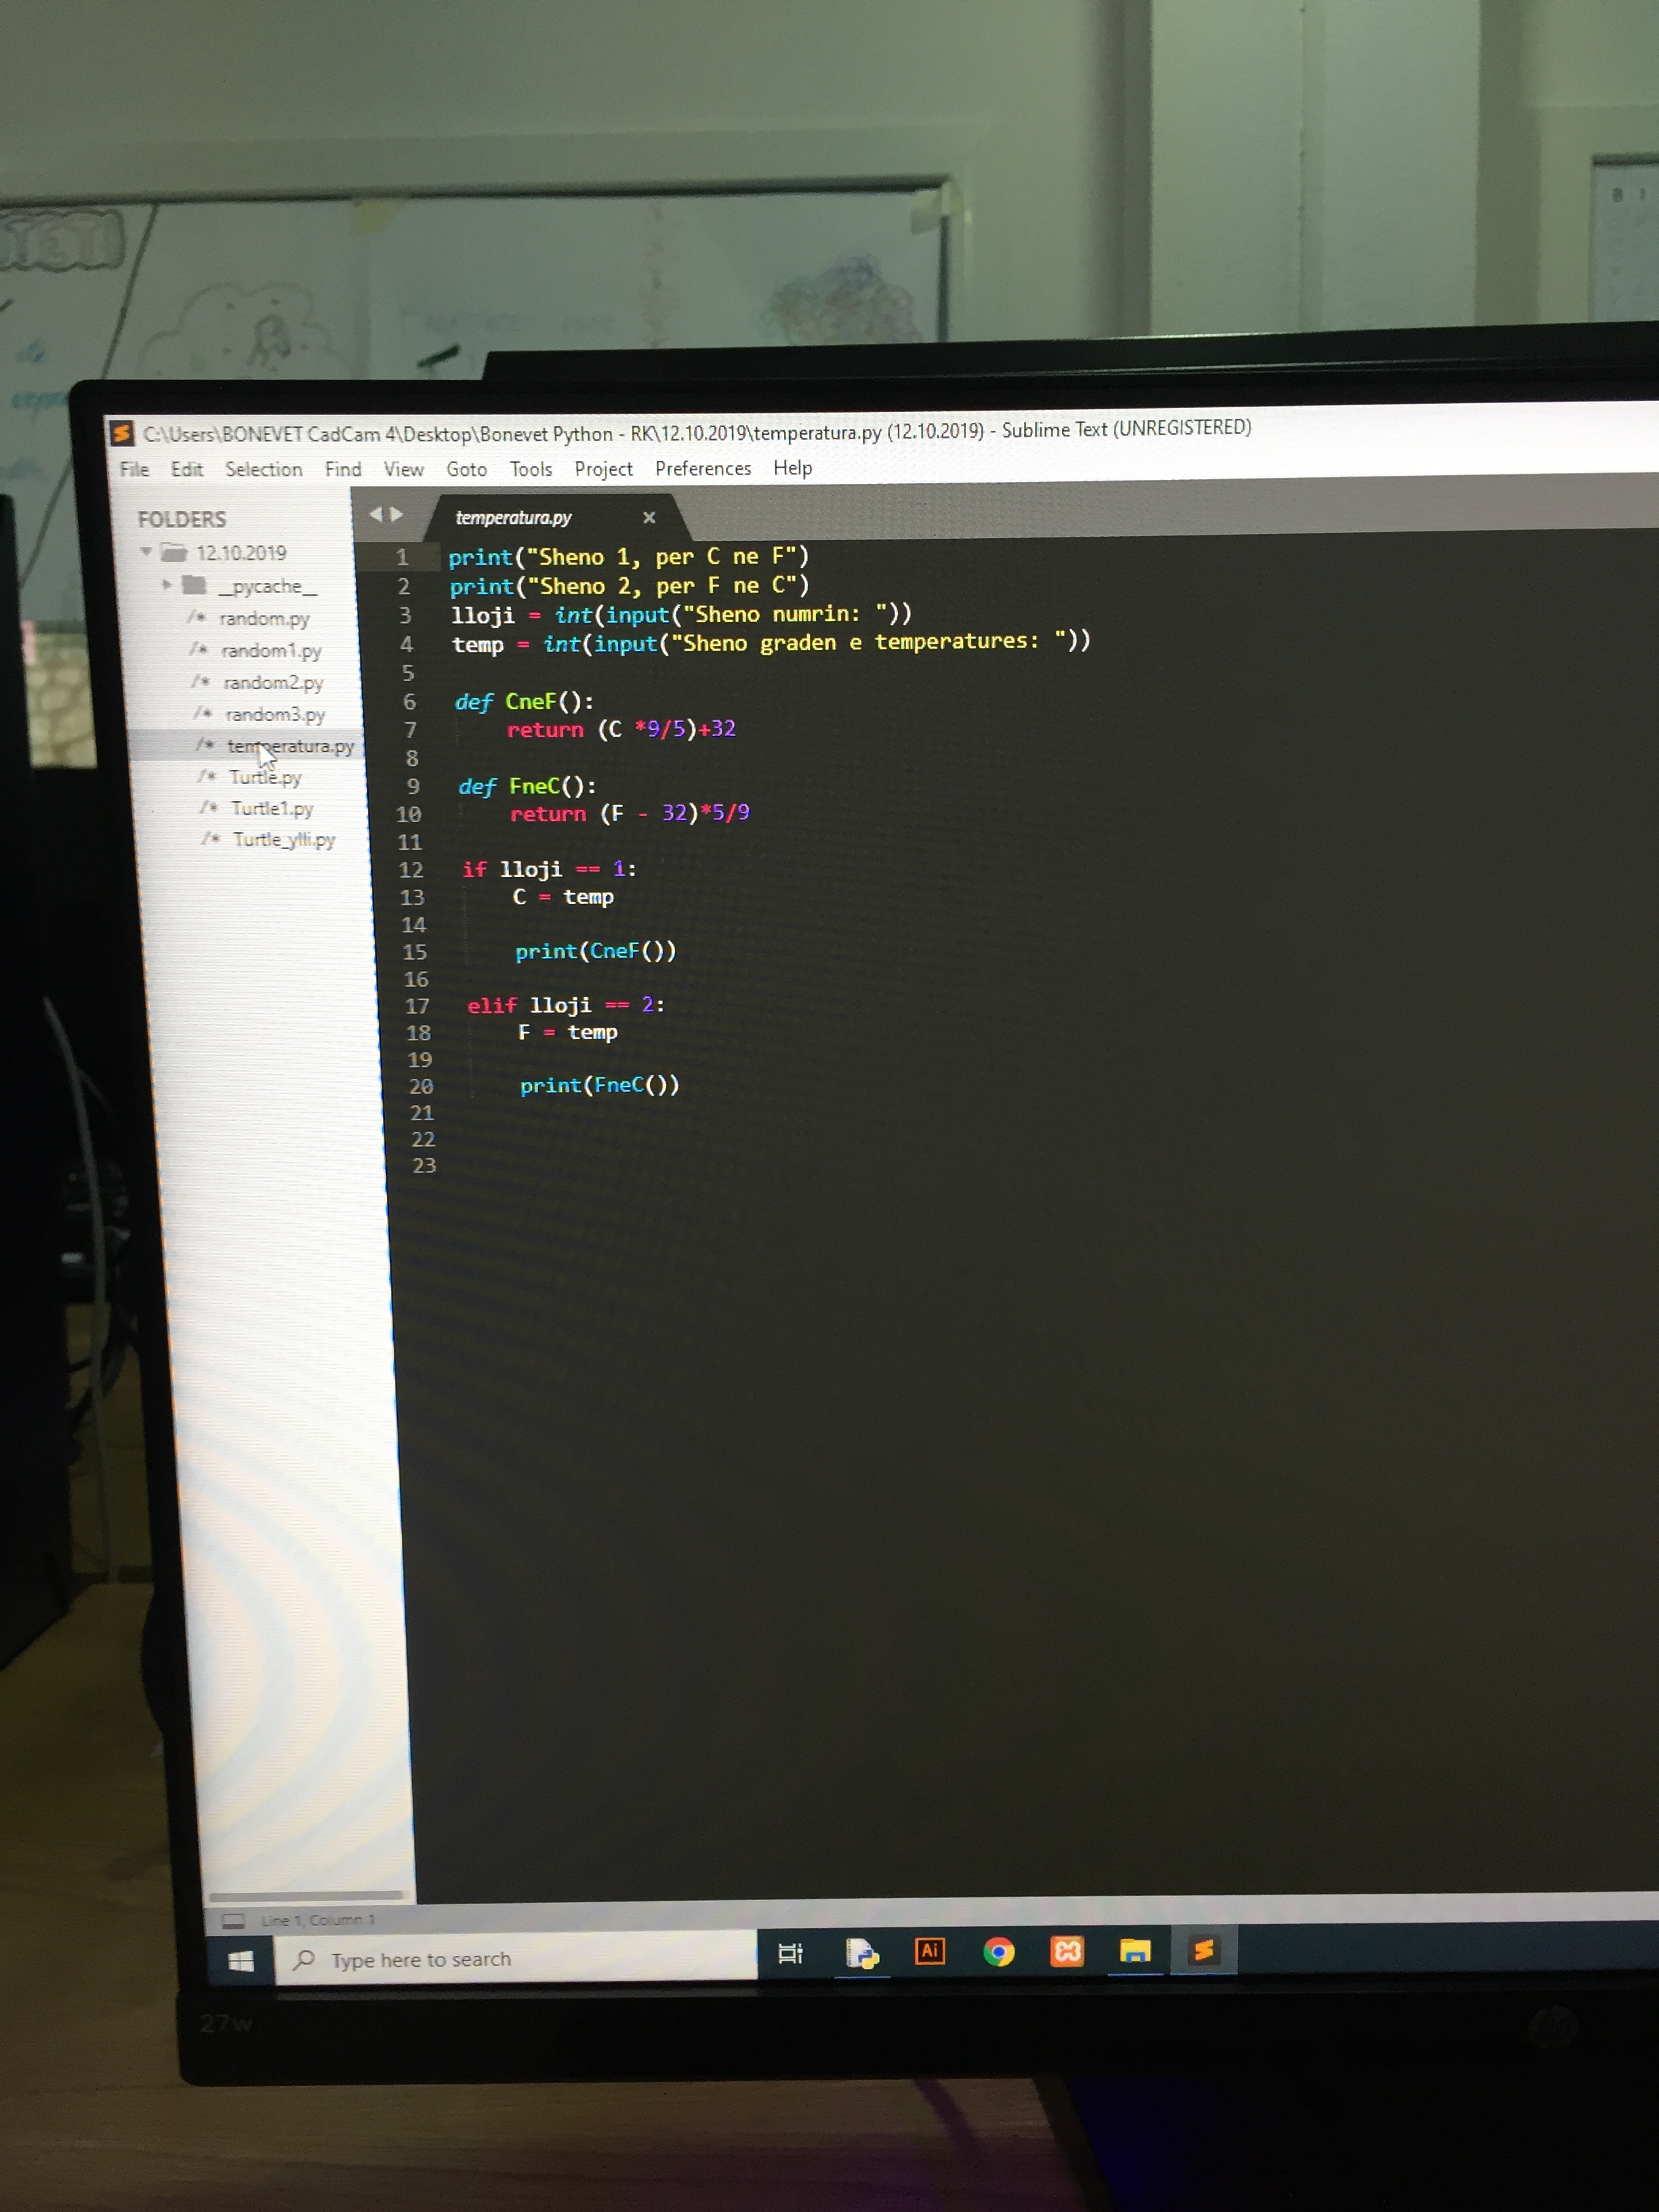 C:\Users\BONEVET CadCam 4\Desktop\Bonevet Python - RK\12.10.2019\temperatura.py (12.10.2019) - Sublime Text (UNREGISTERED)
File Edit Selection Find View Goto Tools Project Preferences Help
FOLDERS
12.10.2019
__pycache__
/* random.py
/* random1.py
/* random2.py
/* random3.py
/* temperatura.py
/* Turtle.py
/* Turtle1.py
/* Turtle_ylli.py
temperatura.py ×
1 print("Sheno 1, per C ne F")
2 print("Sheno 2, per F ne C")
3 lloji = int(input("Sheno numrin: "))
4 temp = int(input("Sheno graden e temperatures: "))
5
6 def CneF():
7     return (C *9/5)+32
8
9 def FneC():
10     return (F - 32)*5/9
11
12 if lloji == 1:
13     C = temp
14
15     print(CneF())
16
17 elif lloji == 2:
18     F = temp
19
20     print(FneC())
21
22
23
Line 1, Column 1
Type here to search
Ai
27w
hp